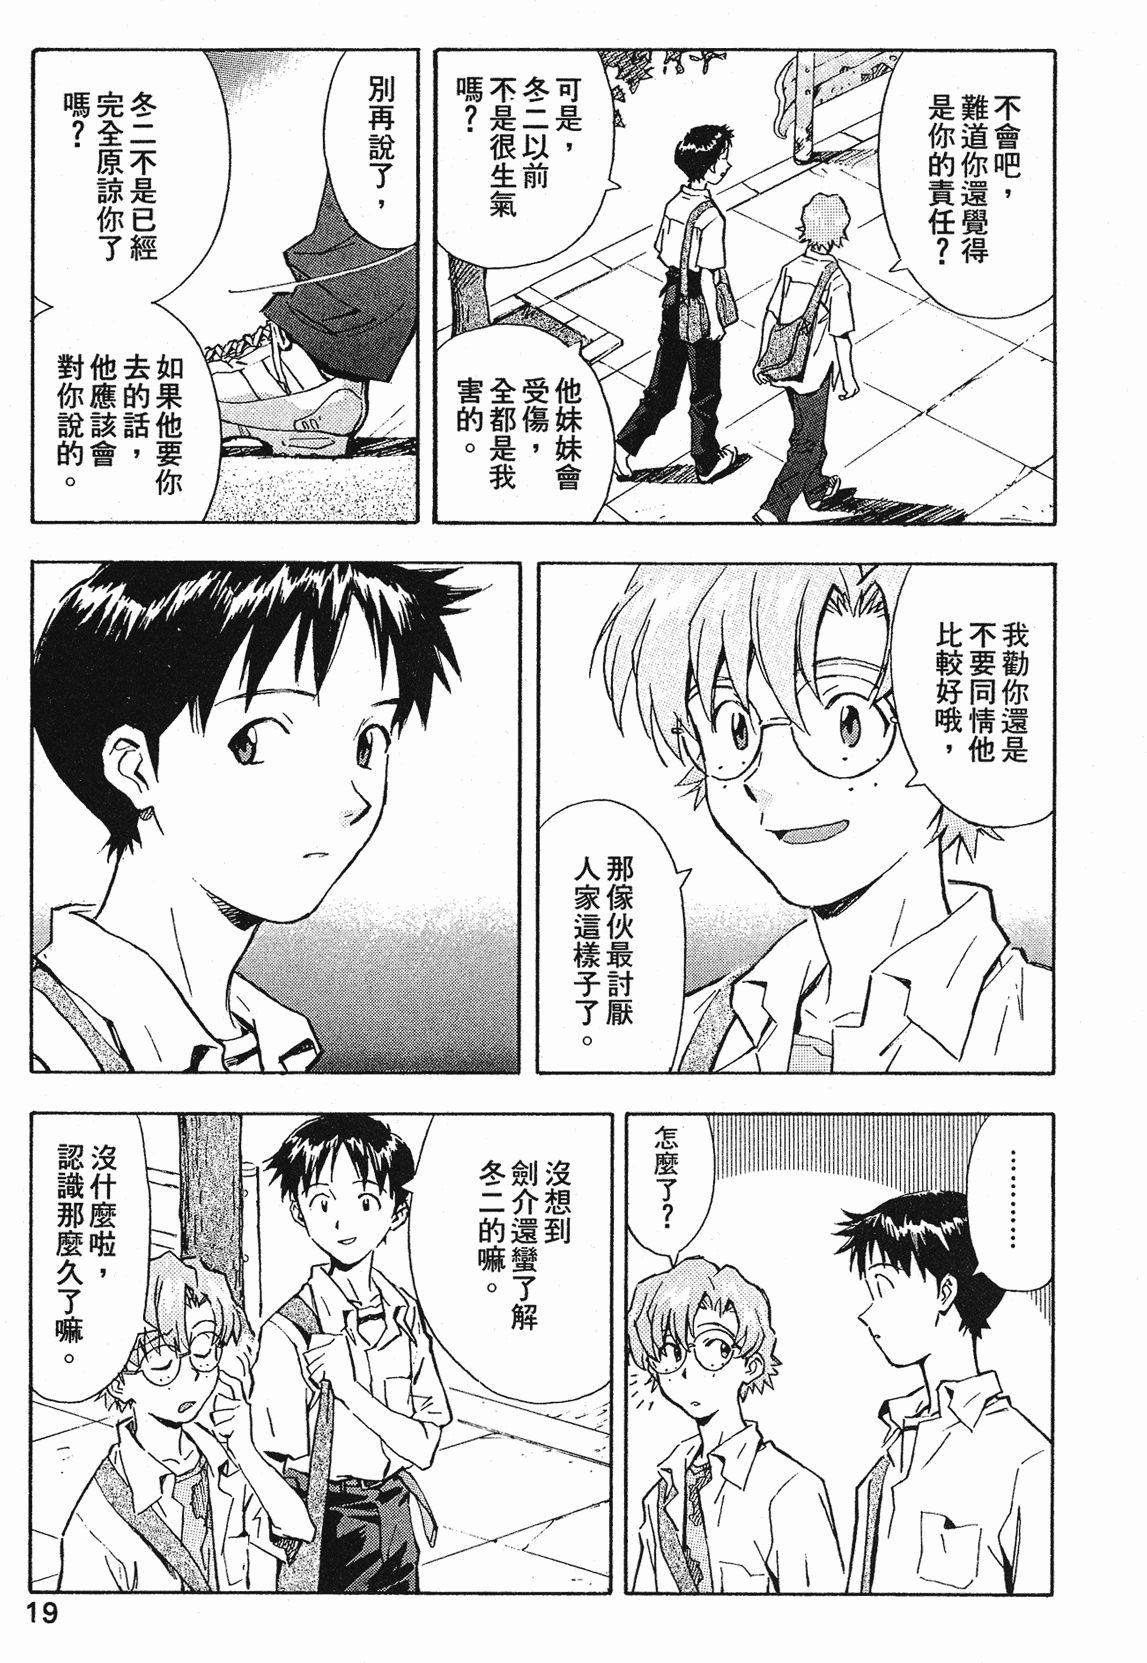 不會吧，
難道你還覺得
是你的責任？
可是，
冬二以前
不是很生氣
嗎？
他妹妹會
受傷，
全都是我
害的。
別再說了，
冬二不是已經
完全原諒你了
嗎？
如果他要你
去的話，
他應該會
對你說的。
我勸你還是
不要同情他
比較好哦，
那傢伙最討厭
人家這樣子了。
………
怎麼了？
沒想到
劍介還蠻了解
冬二的嘛。
沒什麼啦，
認識那麼久了嘛。
19